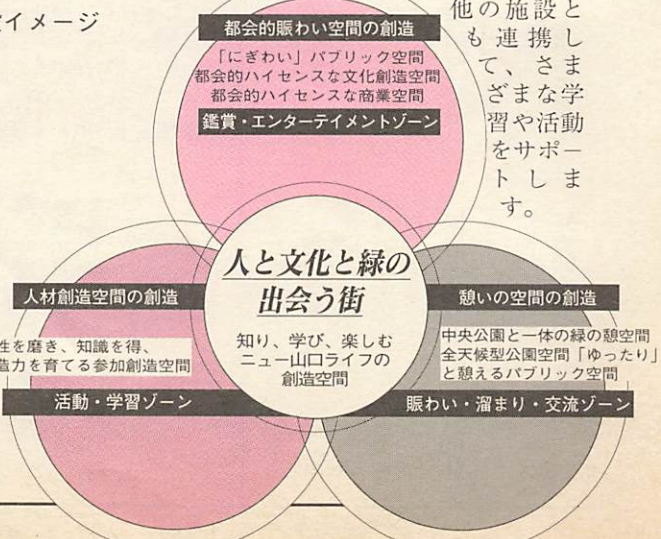 イメージ
他の施設と
も連携し
て、さま
ざまな学
習や活動
をサポー
トしま
す。
都会的賑わい空間の創造
「にぎわい」パブリック空間
都会的ハイセンスな文化創造空間
都会的ハイセンスな商業空間
鑑賞・エンターテイメントゾーン
人と文化と緑の
出会う街
知り、学び、楽しむ
ニュー山口ライフの
創造空間
人材創造空間の創造
性を磨き、知識を得、
造力を育てる参加創造空間
活動・学習ゾーン
憩いの空間の創造
中央公園と一体の緑の憩空間
全天候型公園空間「ゆったり」
と憩えるパブリック空間
賑わい・溜まり・交流ゾーン